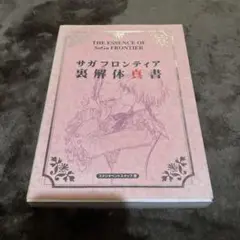 THE ESSENCE OF
SaGa FRONTIER
サガフロンティア
裏解体真書